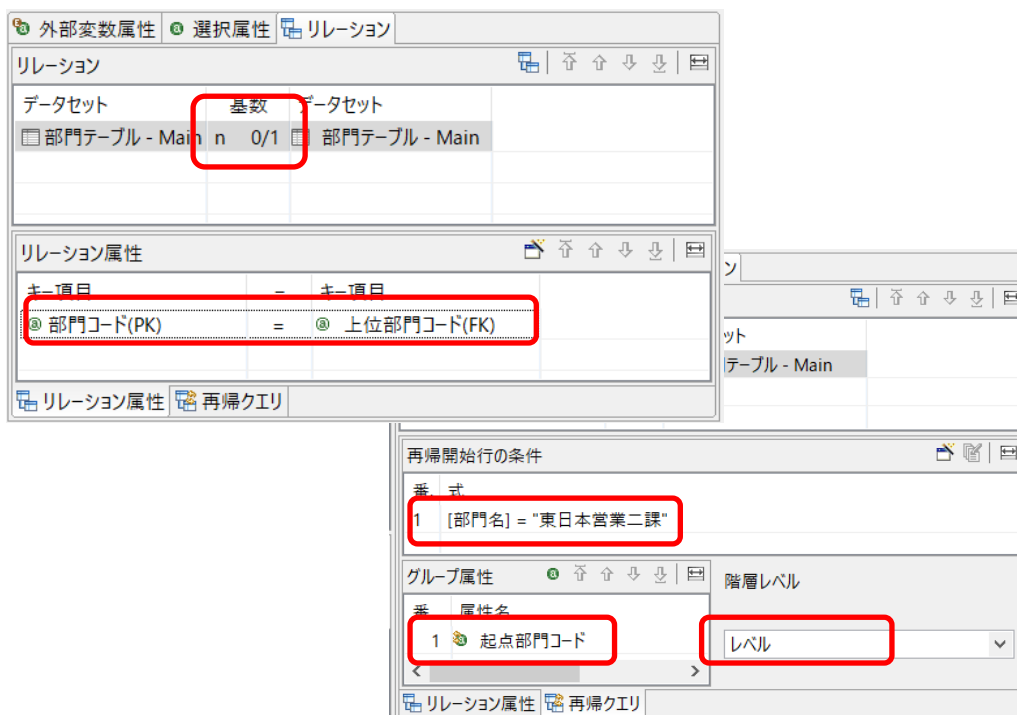 外部変数属性 選択属性 リレーション
リレーション
データセット 基数 データセット
部門テーブル - Main n 0/1 部門テーブル - Main
リレーション属性
キー項目 = キー項目
部門コード(PK) = 上位部門コード(FK)
リレーション属性 再帰クエリ
ン
ット
テーブル - Main
再帰開始行の条件
番. 式
1 [部門名] = "東日本営業二課"
グループ属性 階層レベル
番. 属性名
1 起点部門コード レベル
リレーション属性 再帰クエリ